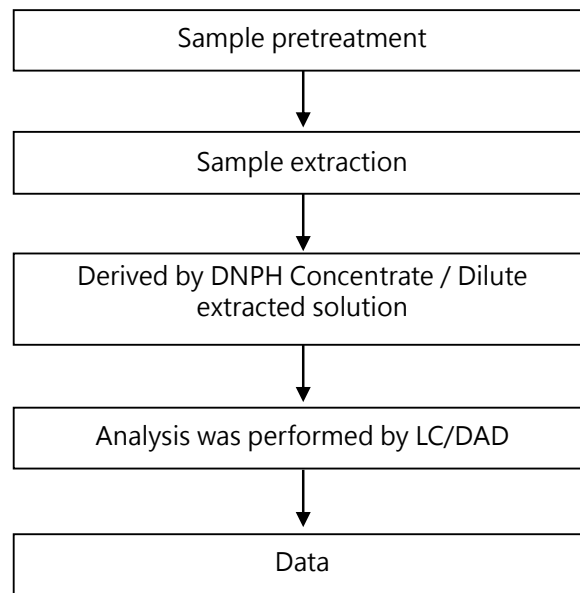 Sample pretreatment
Sample extraction
Derived by DNPH Concentrate / Dilute
extracted solution
Analysis was performed by LC/DAD
Data